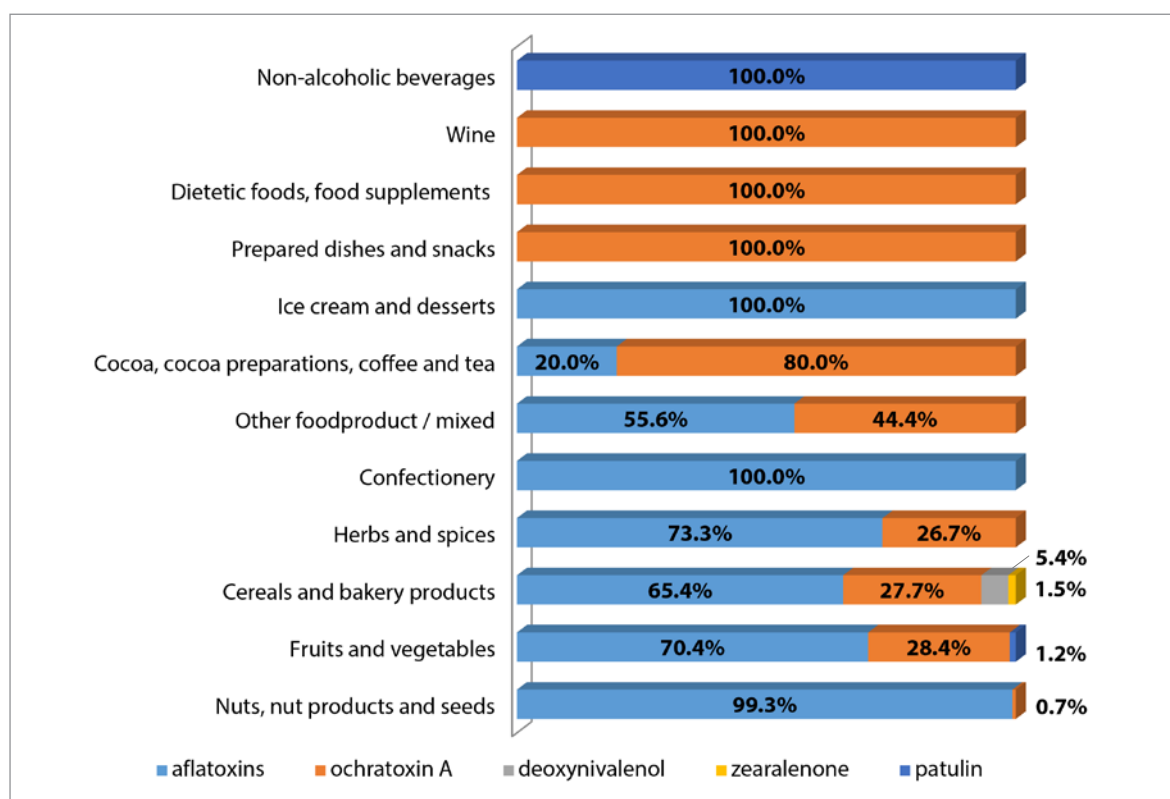 Non-alcoholic beverages
100.0%
Wine
100.0%
Dietetic foods, food supplements
100.0%
Prepared dishes and snacks
100.0%
Ice cream and desserts
100.0%
Cocoa, cocoa preparations, coffee and tea
20.0% 80.0%
Other foodproduct / mixed
55.6% 44.4%
Confectionery
100.0%
Herbs and spices
73.3% 26.7%
Cereals and bakery products
65.4% 27.7% 5.4% 1.5%
Fruits and vegetables
70.4% 28.4% 1.2%
Nuts, nut products and seeds
99.3% 0.7%
aflatoxins ochratoxin A deoxynivalenol zearalenone patulin